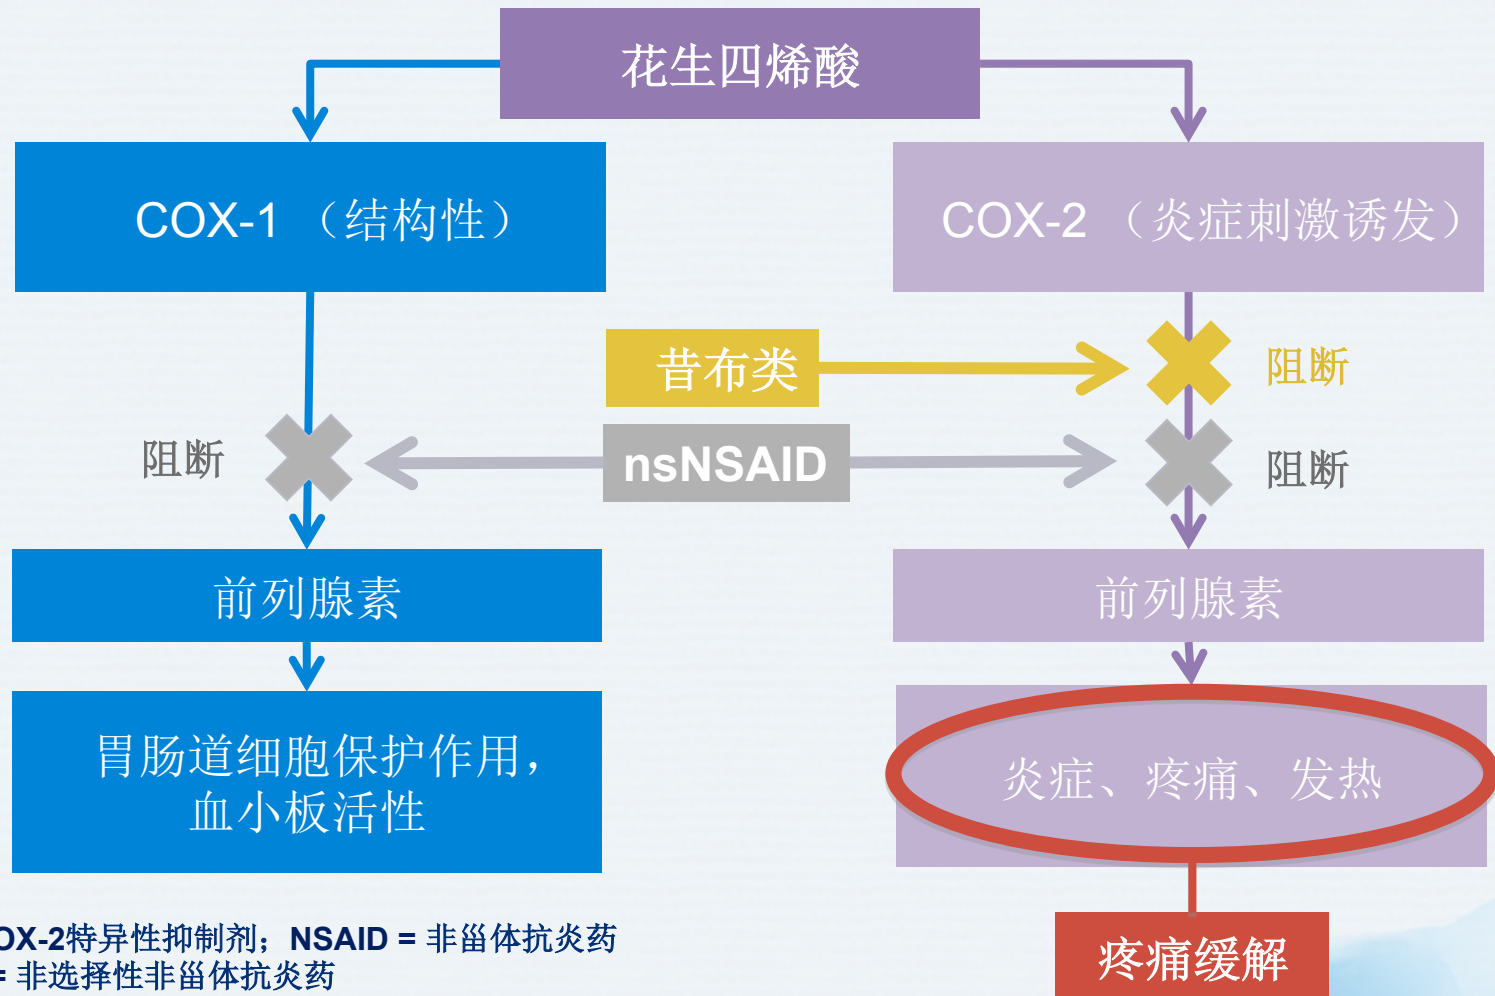 花生四烯酸
COX-1 （结构性）
COX-2 （炎症刺激诱发）
昔布类
阻断
阻断
nsNSAID
阻断
前列腺素
前列腺素
胃肠道细胞保护作用，
血小板活性
炎症、疼痛、发热
OX-2特异性抑制剂；NSAID = 非甾体抗炎药
= 非选择性非甾体抗炎药
疼痛缓解